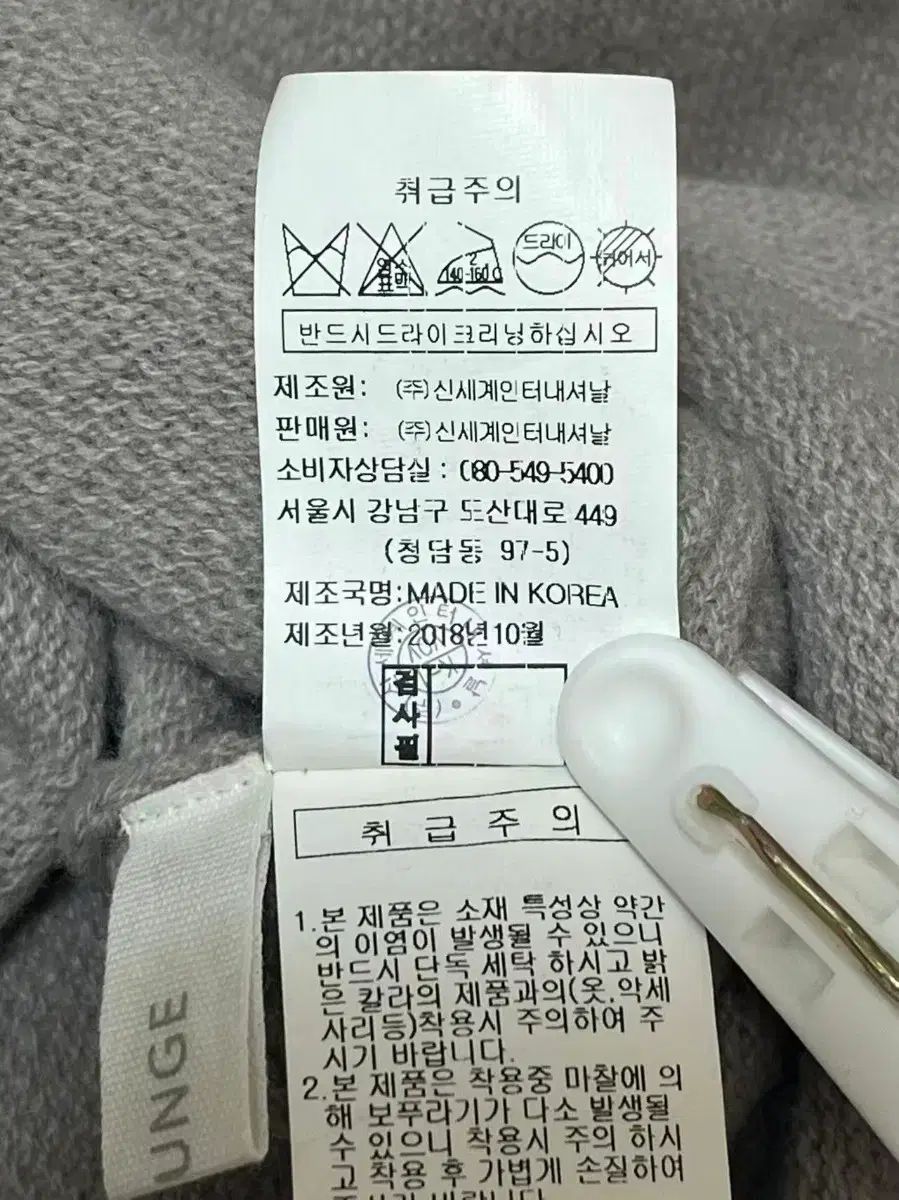 취급주의
염소
표백
2
140-160C
드라이
반드시드라이크리닝하십시오
제조원: (주)신세계인터내셔날
판매원: (주)신세계인터내셔날
소비자상담실 : 080-549-5400
서울시 강남구 도산대로 449
(청담동 97-5)
제조국명:MADE IN KOREA
제조년월:2018년10월
검사필
취 급 주 의
1.본 제품은 소재 특성상 약간
의 이염이 발생될 수 있으니
반드시 단독 세탁 하시고 밝
은 칼라의 제품과의(옷,악세
사리등)착용시 주의하여 주
시기 바랍니다.
2.본 제품은 착용중 마찰에 의
해 보푸라기가 다소 발생될
수 있으니 착용시 주의 하시
고 착용 후 가볍게 손질하여
UNGE